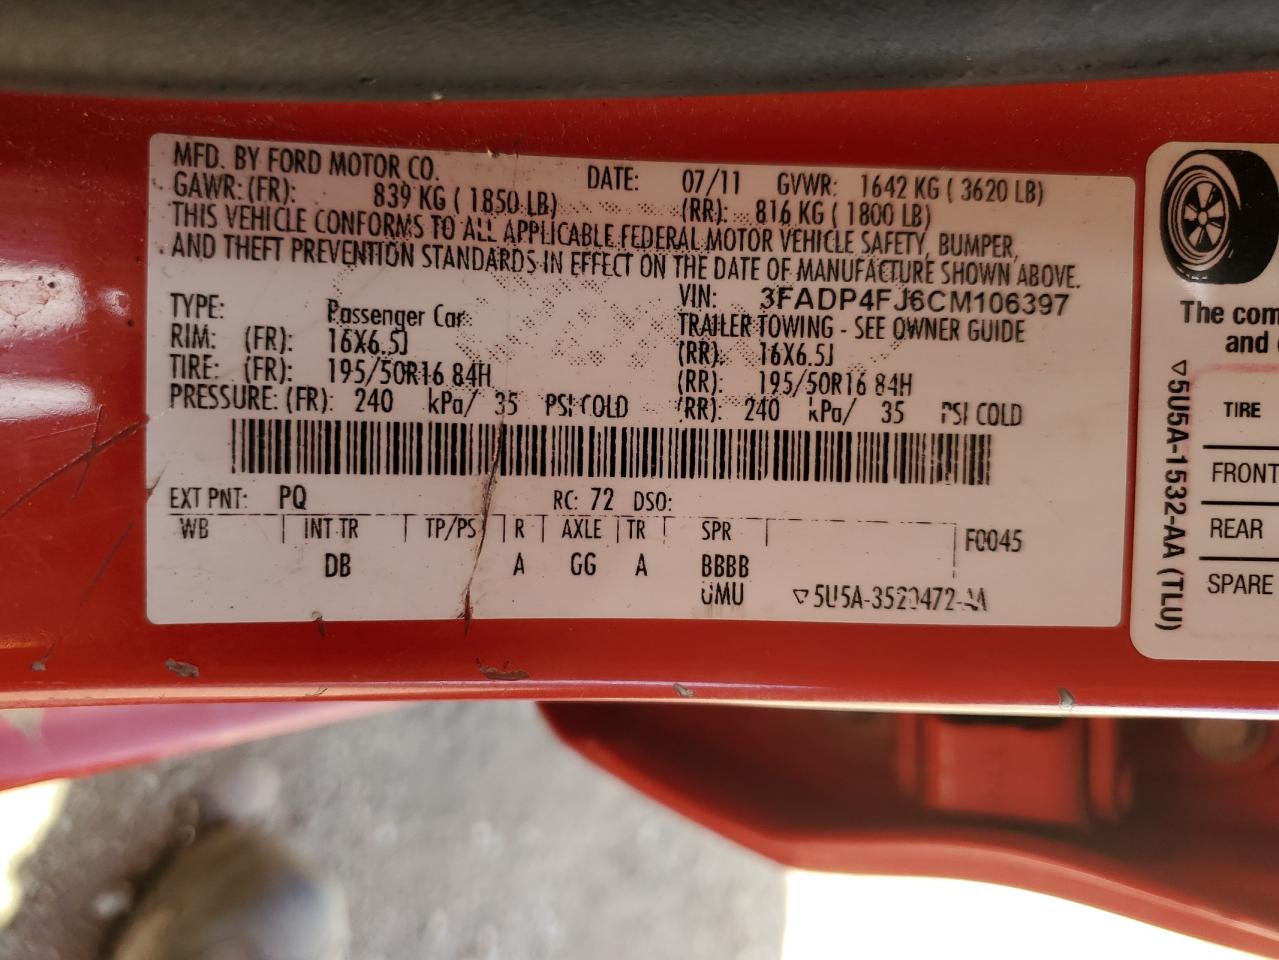 MFD. BY FORD MOTOR CO. DATE: 07/11 GVWR: 1642 KG ( 3620 LB)
GAWR: (FR): 839 KG ( 1850 LB) (RR): 816 KG ( 1800 LB)
THIS VEHICLE CONFORMS TO ALL APPLICABLE FEDERAL MOTOR VEHICLE SAFETY, BUMPER,
AND THEFT PREVENTION STANDARDS IN EFFECT ON THE DATE OF MANUFACTURE SHOWN ABOVE.
VIN: 3FADP4FJ6CM106397
TYPE: Passenger Car TRAILER TOWING - SEE OWNER GUIDE
RIM: (FR): 16X6.5J (RR): 16X6.5J
TIRE: (FR): 195/50R16 84H (RR): 195/50R16 84H
PRESSURE: (FR): 240 kPa/ 35 PSI COLD (RR): 240 kPa/ 35 PSI COLD
EXT PNT: PQ RC: 72 DSO:
WB INT TR TP/PS R AXLE TR SPR F0045
DB A GG A BBBB
UMU ▽5U5A-3520472-AA
The com
and
▽5U5A-1532-AA (TLU)
TIRE
FRONT
REAR
SPARE